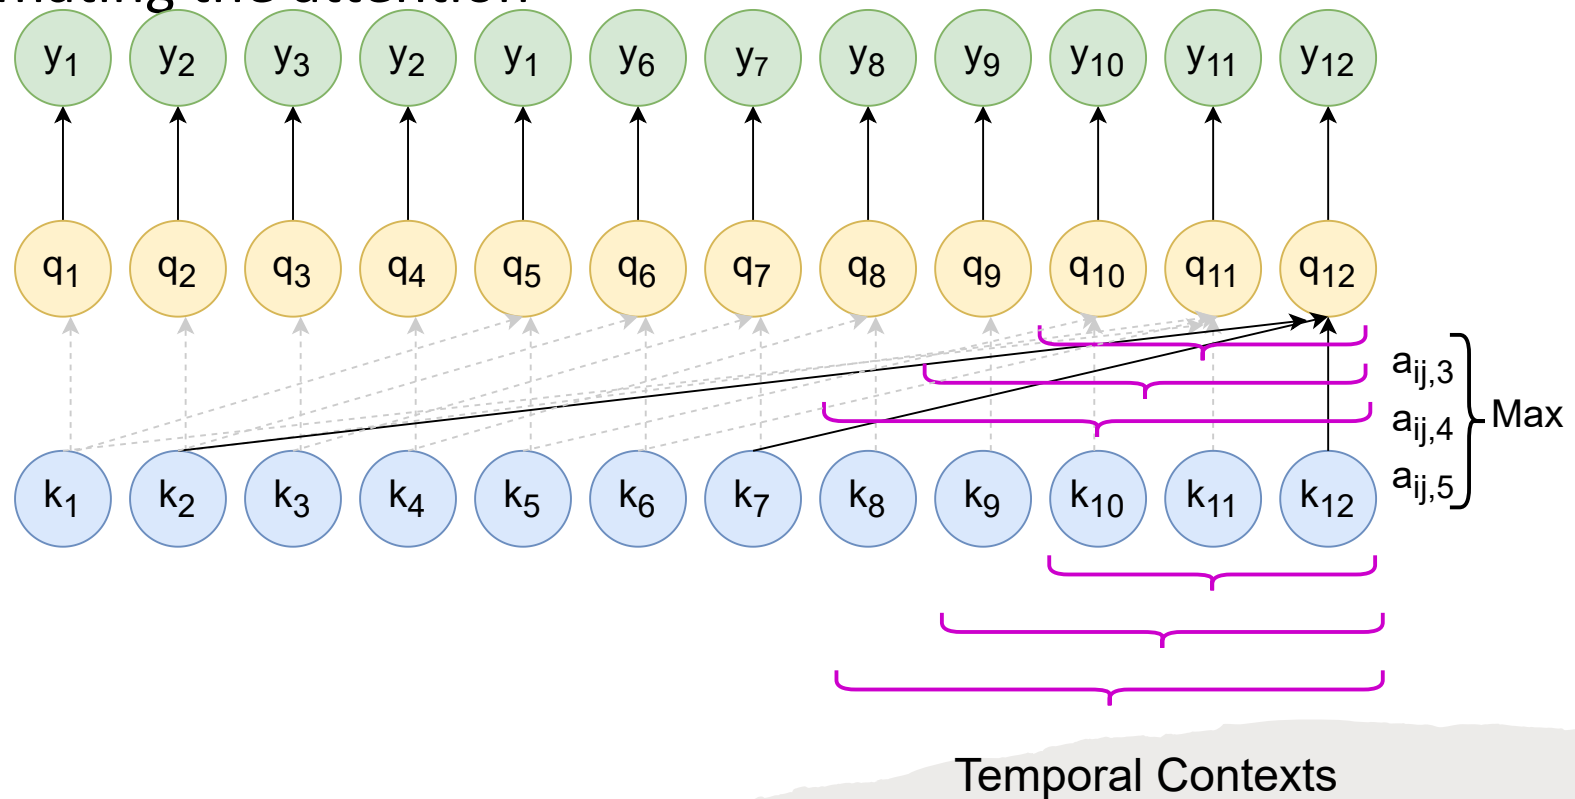 the attention
y1 y2 y3 y2 y1 y6 y7 y8 y9 y10 y11 y12
q1 q2 q3 q4 q5 q6 q7 q8 q9 q10 q11 q12
aij,3
aij,4 Max
aij,5
k1 k2 k3 k4 k5 k6 k7 k8 k9 k10 k11 k12
Temporal Contexts